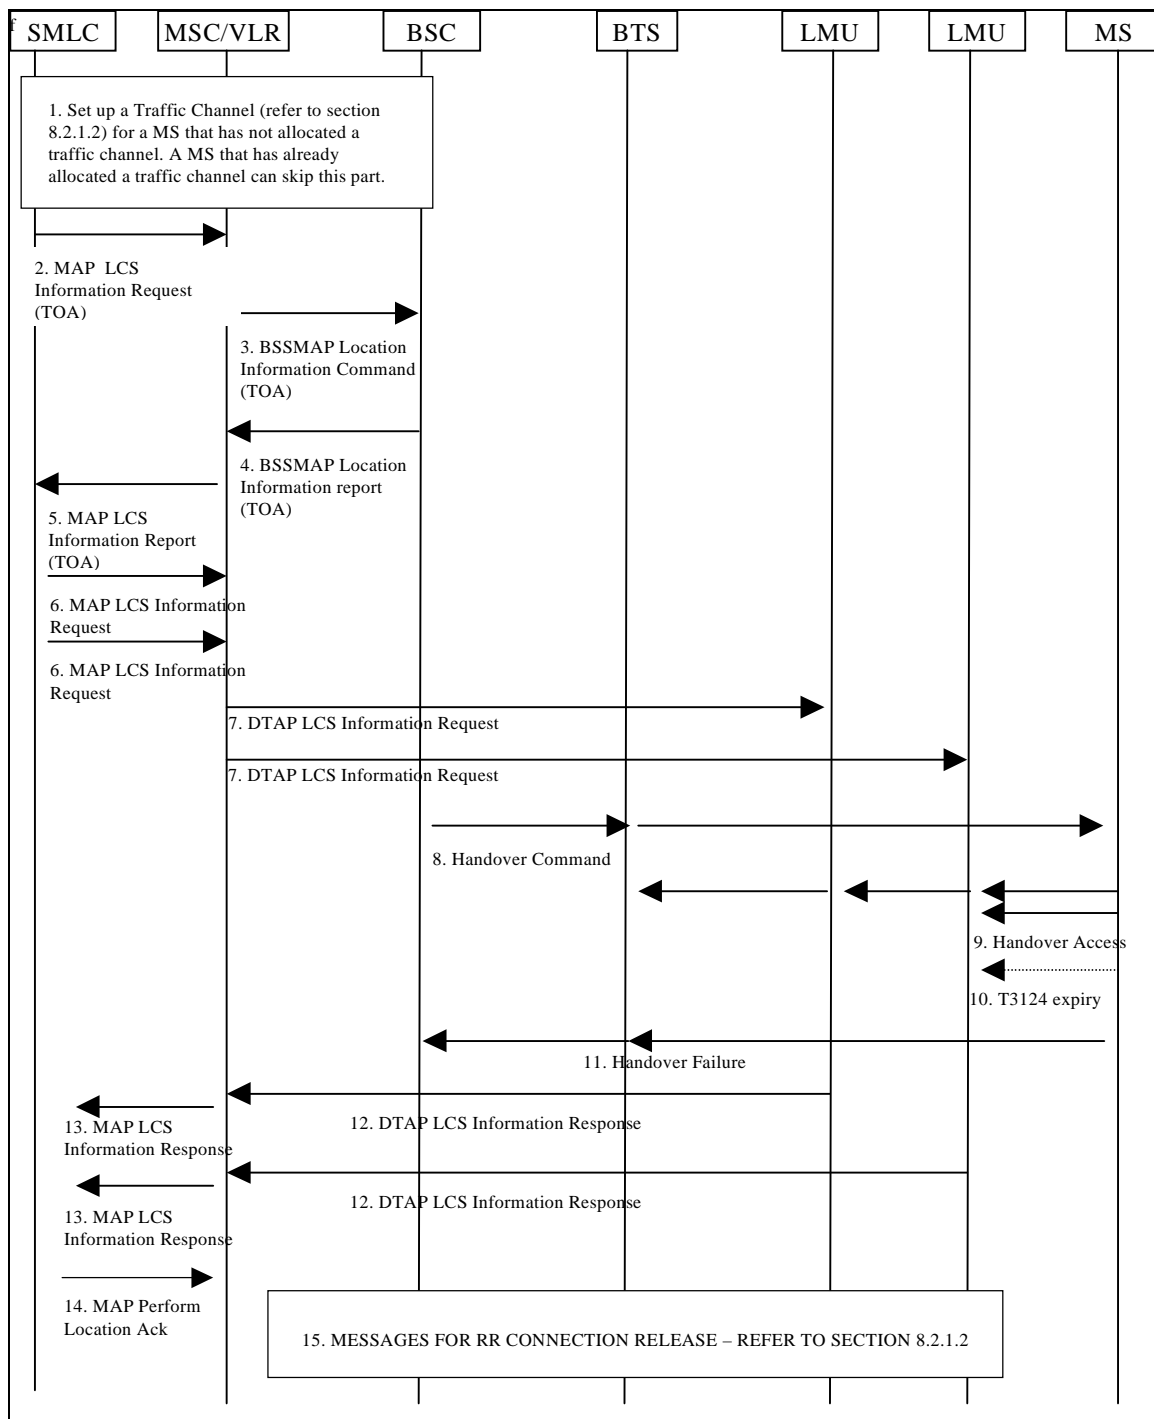 f
SMLC
MSC/VLR
BSC
BTS
LMU
LMU
MS
1. Set up a Traffic Channel (refer to section
8.2.1.2) for a MS that has not allocated a
traffic channel. A MS that has already
allocated a traffic channel can skip this part.
2. MAP LCS
Information Request
(TOA)
3. BSSMAP Location
Information Command
(TOA)
4. BSSMAP Location
Information report
(TOA)
5. MAP LCS
Information Report
(TOA)
6. MAP LCS Information
Request
6. MAP LCS Information
Request
7. DTAP LCS Information Request
7. DTAP LCS Information Request
8. Handover Command
9. Handover Access
10. T3124 expiry
11. Handover Failure
12. DTAP LCS Information Response
13. MAP LCS
Information Response
12. DTAP LCS Information Response
13. MAP LCS
Information Response
14. MAP Perform
Location Ack
15. MESSAGES FOR RR CONNECTION RELEASE – REFER TO SECTION 8.2.1.2